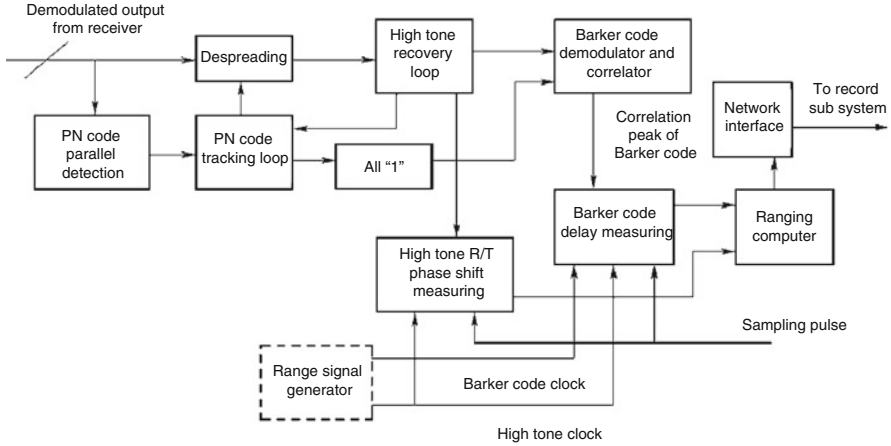 Demodulated output
from receiver
Despreading
High tone
recovery
loop
Barker code
demodulator and
correlator
To record
sub system
Network
interface
Correlation
peak of
Barker code
PN code
parallel
detection
PN code
tracking loop
All “1”
Barker code
delay measuring
Ranging
computer
High tone R/T
phase shift
measuring
Sampling pulse
Range signal
generator
Barker code clock
High tone clock